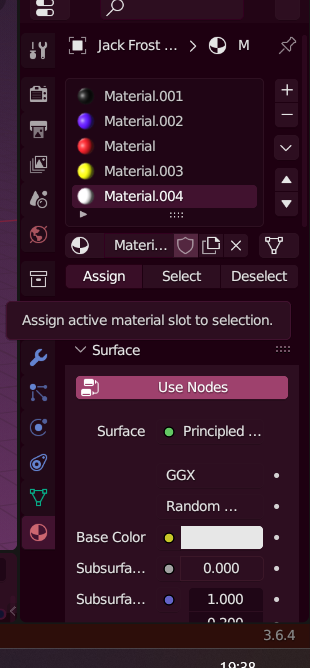 Jack Frost ... > M
Material.001
Material.002
Material
Material.003
Material.004
Materi...
Assign Select Deselect
Assign active material slot to selection.
Surface
Use Nodes
Surface Principled ...
GGX
Random ...
Base Color
Subsurfa... 0.000
Subsurfa... 1.000
0.200
3.6.4
19:38